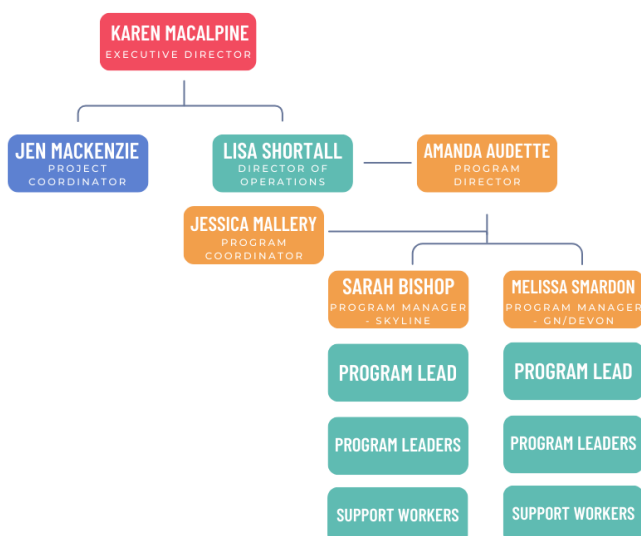 KAREN MACALPINE
EXECUTIVE DIRECTOR
JEN MACKENZIE
PROJECT
COORDINATOR
LISA SHORTALL
DIRECTOR OF
OPERATIONS
AMANDA AUDETTE
PROGRAM
DIRECTOR
JESSICA MALLERY
PROGRAM
COORDINATOR
SARAH BISHOP
PROGRAM MANAGER
- SKYLINE
MELISSA SMARDON
PROGRAM MANAGER
- GN/DEVON
PROGRAM LEAD
PROGRAM LEAD
PROGRAM LEADERS
PROGRAM LEADERS
SUPPORT WORKERS
SUPPORT WORKERS